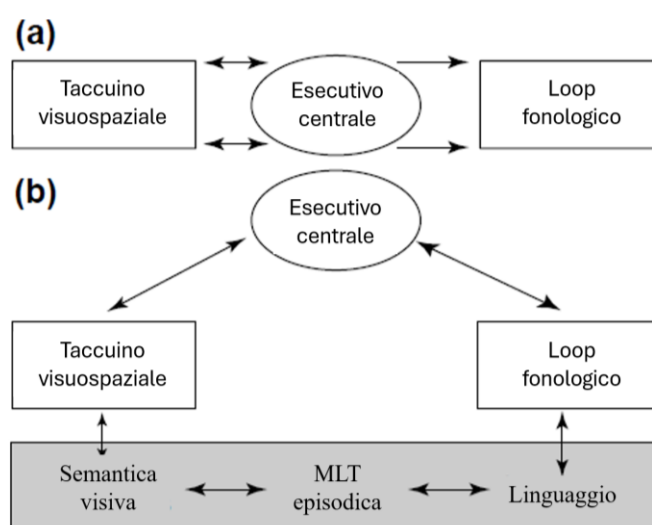 (a)
Taccuino
visuospaziale
Esecutivo
centrale
Loop
fonologico
(b)
Esecutivo
centrale
Taccuino
visuospaziale
Loop
fonologico
Semantica
visiva
MLT
episodica
Linguaggio